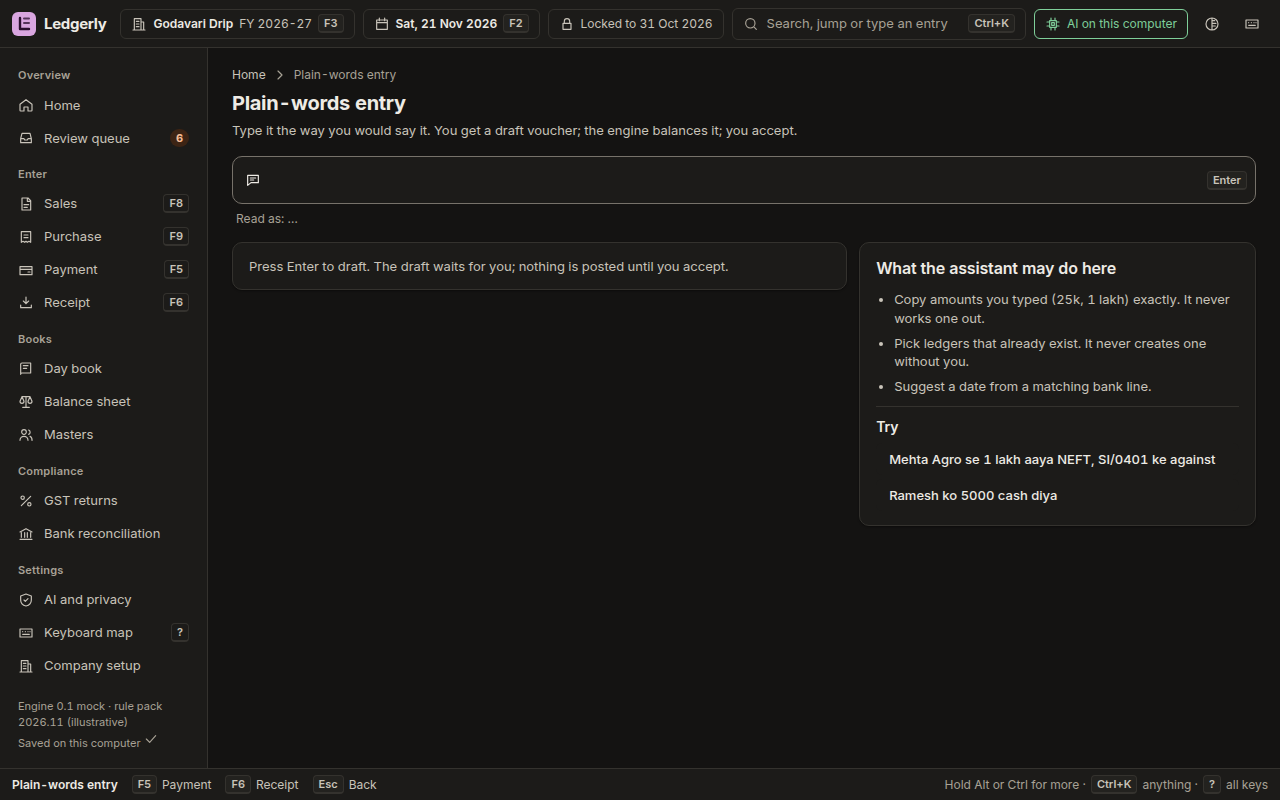 Ledgerly
Godavari Drip FY 2026-27 F3
Sat, 21 Nov 2026 F2
Locked to 31 Oct 2026
Search, jump or type an entry Ctrl+K
AI on this computer
Overview
Home
Review queue 6
Enter
Sales F8
Purchase F9
Payment F5
Receipt F6
Books
Day book
Balance sheet
Masters
Compliance
GST returns
Bank reconciliation
Settings
AI and privacy
Keyboard map ?
Company setup
Engine 0.1 mock · rule pack
2026.11 (illustrative)
Saved on this computer
Home > Plain-words entry
Plain-words entry
Type it the way you would say it. You get a draft voucher; the engine balances it; you accept.
Enter
Read as: ...
Press Enter to draft. The draft waits for you; nothing is posted until you accept.
What the assistant may do here
• Copy amounts you typed (25k, 1 lakh) exactly. It never
works one out.
• Pick ledgers that already exist. It never creates one
without you.
• Suggest a date from a matching bank line.
Try
Mehta Agro se 1 lakh aaya NEFT, SI/0401 ke against
Ramesh ko 5000 cash diya
Plain-words entry F5 Payment F6 Receipt Esc Back
Hold Alt or Ctrl for more · Ctrl+K anything · ? all keys